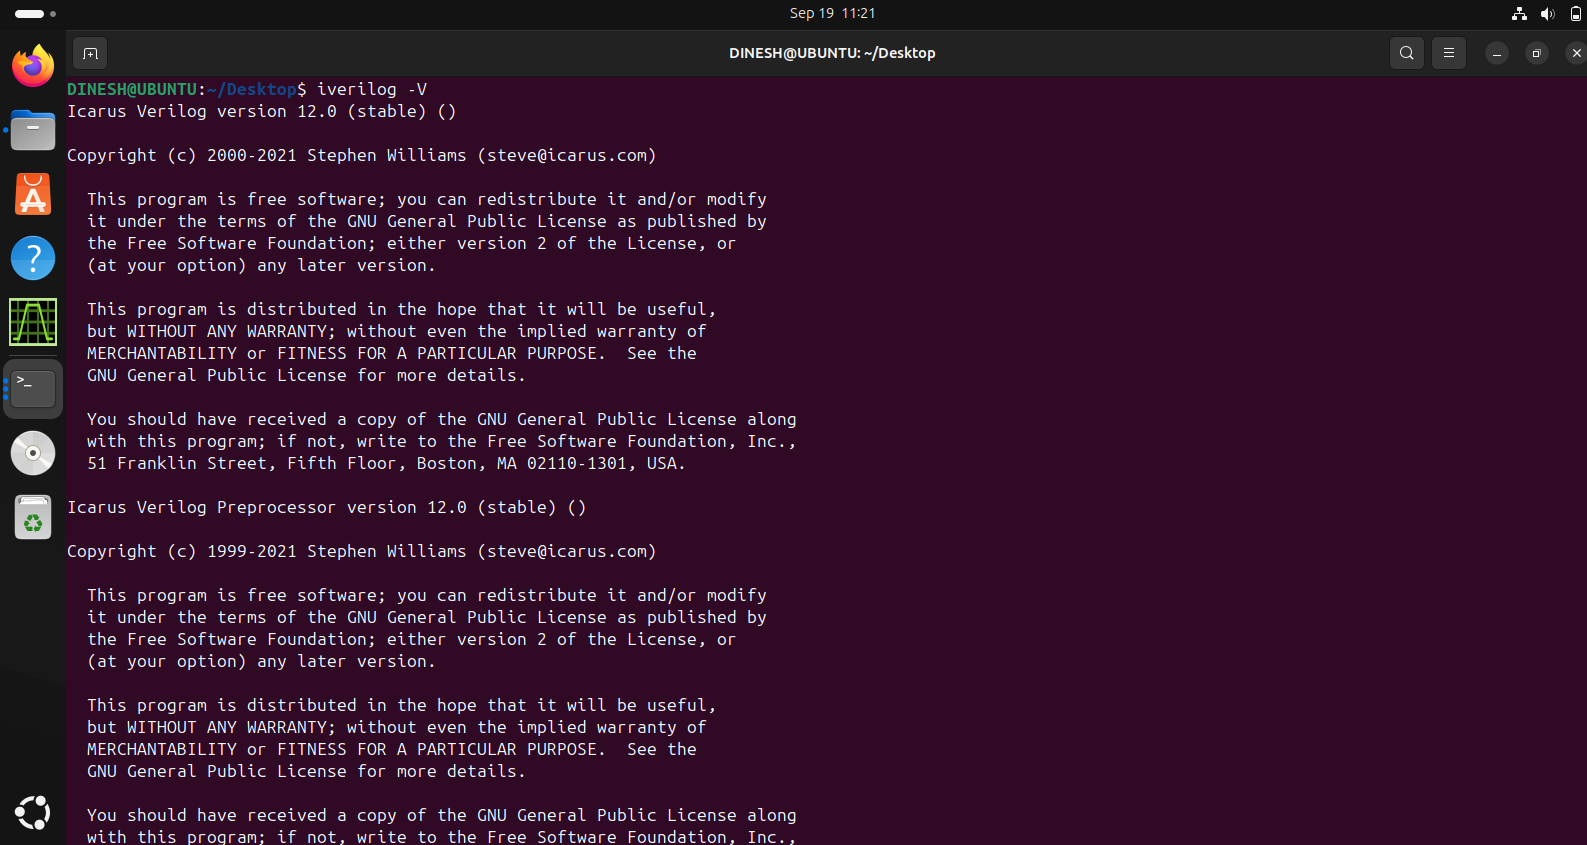 Sep 19 11:21
DINESH@UBUNTU: ~/Desktop
DINESH@UBUNTU:~/Desktop$ iverilog -V
Icarus Verilog version 12.0 (stable) ()
Copyright (c) 2000-2021 Stephen Williams (steve@icarus.com)
This program is free software; you can redistribute it and/or modify
it under the terms of the GNU General Public License as published by
the Free Software Foundation; either version 2 of the License, or
(at your option) any later version.
This program is distributed in the hope that it will be useful,
but WITHOUT ANY WARRANTY; without even the implied warranty of
MERCHANTABILITY or FITNESS FOR A PARTICULAR PURPOSE.  See the
GNU General Public License for more details.
You should have received a copy of the GNU General Public License along
with this program; if not, write to the Free Software Foundation, Inc.,
51 Franklin Street, Fifth Floor, Boston, MA 02110-1301, USA.
Icarus Verilog Preprocessor version 12.0 (stable) ()
Copyright (c) 1999-2021 Stephen Williams (steve@icarus.com)
This program is free software; you can redistribute it and/or modify
it under the terms of the GNU General Public License as published by
the Free Software Foundation; either version 2 of the License, or
(at your option) any later version.
This program is distributed in the hope that it will be useful,
but WITHOUT ANY WARRANTY; without even the implied warranty of
MERCHANTABILITY or FITNESS FOR A PARTICULAR PURPOSE.  See the
GNU General Public License for more details.
You should have received a copy of the GNU General Public License along
with this program; if not, write to the Free Software Foundation, Inc.,